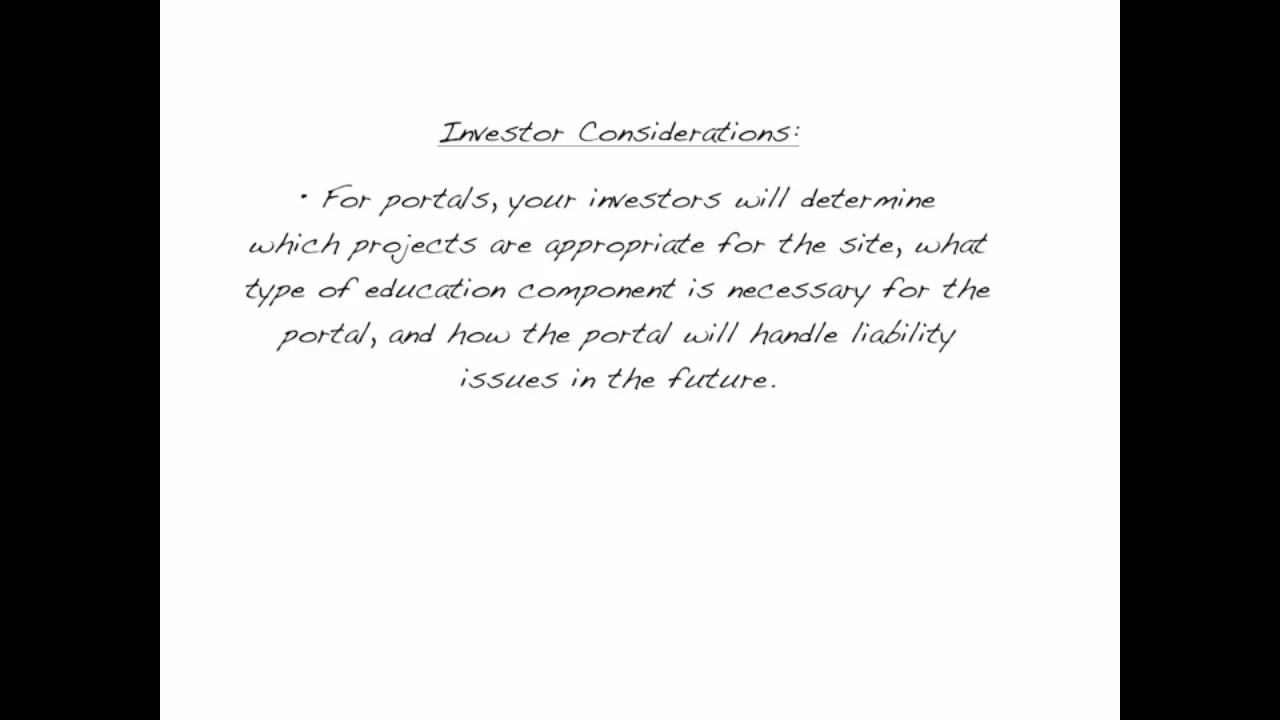 Investor Considerations:
• For portals, your investors will determine
which projects are appropriate for the site, what
type of education component is necessary for the
portal, and how the portal will handle liability
issues in the future.